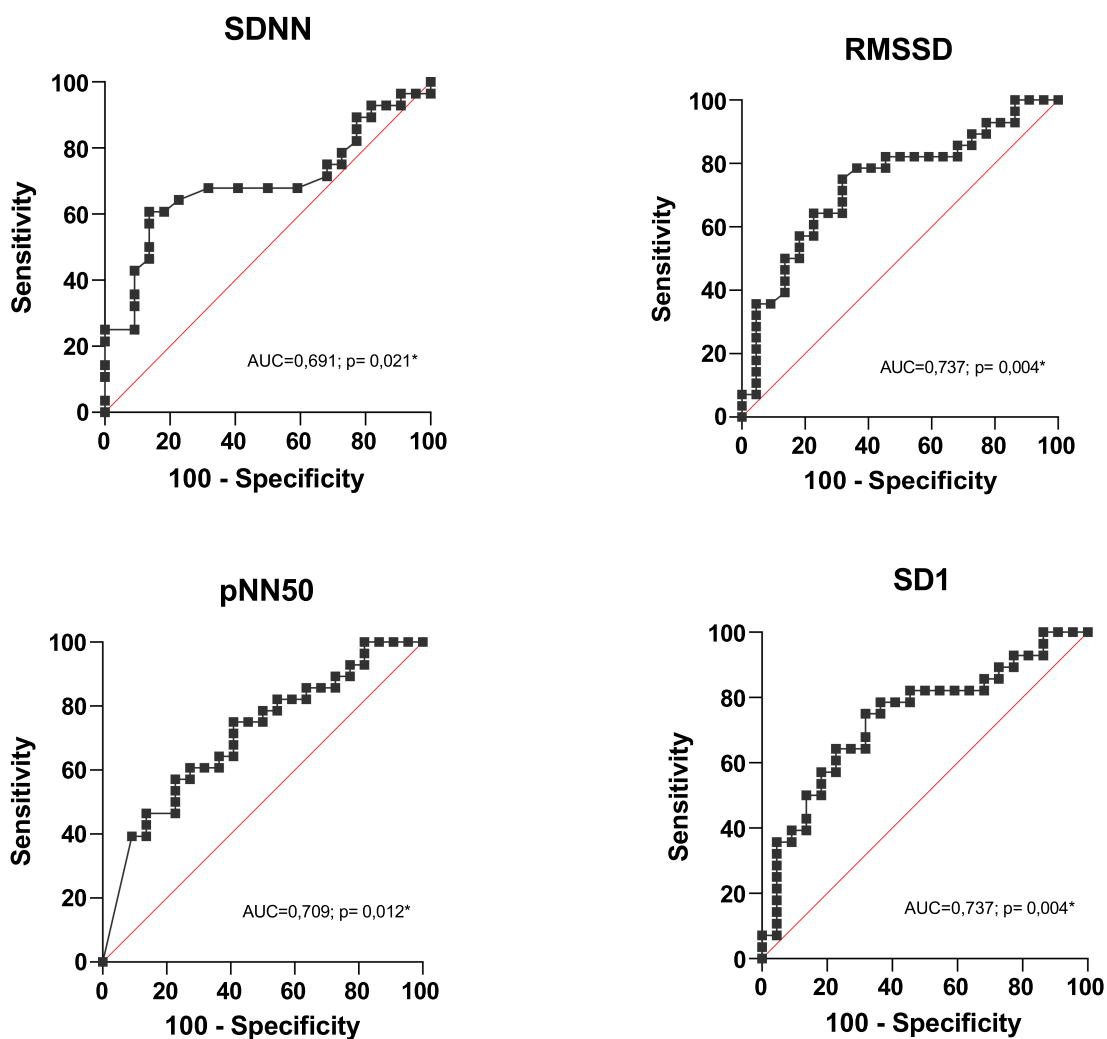 SDNN
100
80
60
40
20
0
Sensitivity
AUC=0,691; p= 0,021*
0 20 40 60 80 100
100 - Specificity
RMSSD
100
80
60
40
20
0
Sensitivity
AUC=0,737; p= 0,004*
0 20 40 60 80 100
100 - Specificity
pNN50
100
80
60
40
20
0
Sensitivity
AUC=0,709; p= 0,012*
0 20 40 60 80 100
100 - Specificity
SD1
100
80
60
40
20
0
Sensitivity
AUC=0,737; p= 0,004*
0 20 40 60 80 100
100 - Specificity